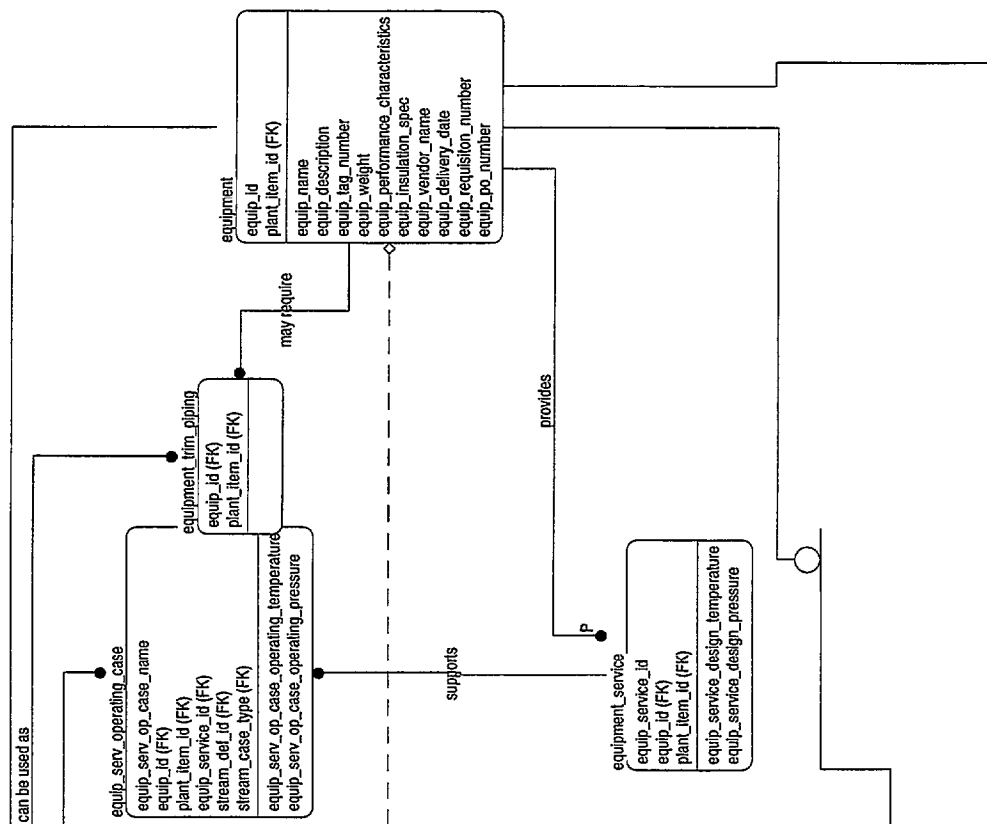 can be used as
equip_serv_operating_case
equip_serv_op_case_name
equip_id (FK)
plant_item_id (FK)
equip_service_id (FK)
stream_def_id (FK)
stream_case_type (FK)
equip_serv_op_case_operating_temperature
equip_serv_op_case_operating_pressure
equipment_trim_piping
equip_id (FK)
plant_item_id (FK)
may require
equipment
equip_id
plant_item_id (FK)
equip_name
equip_description
equip_tag_number
equip_weight
equip_performance_characteristics
equip_insulation_spec
equip_vendor_name
equip_delivery_date
equip_requisiton_number
equip_po_number
supports
provides
P
equipment_service
equip_service_id
equip_id (FK)
plant_item_id (FK)
equip_service_design_temperature
equip_service_design_pressure